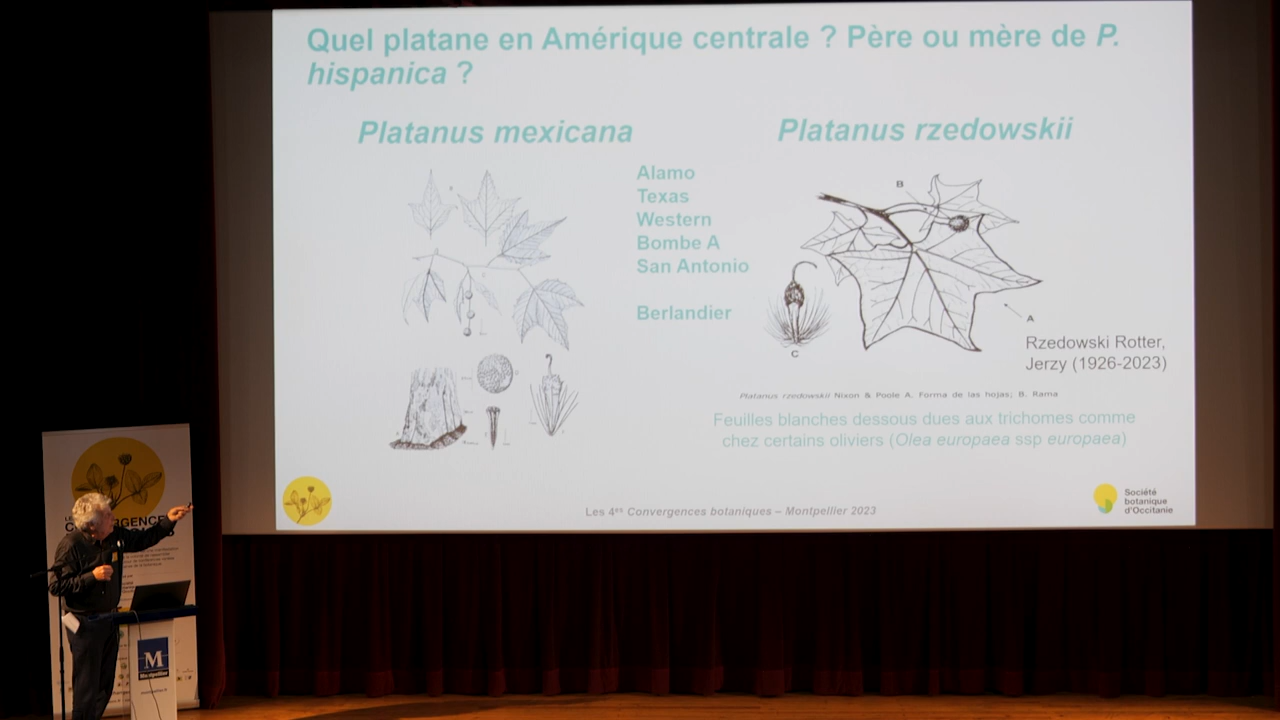 Quel platane en Amérique centrale ? Père ou mère de P.
hispanica ?
Platanus mexicana
Platanus rzedowskii
Alamo
Texas
Western
Bombe A
San Antonio
Berlandier
B
A
C
Rzedowski Rotter,
Jerzy (1926-2023)
Platanus rzedowskii Nixon & Poole A. Forma de las hojas; B. Rama
Feuilles blanches dessous dues aux trichomes comme
chez certains oliviers (Olea europaea ssp europaea)
Les 4es Convergences botaniques – Montpellier 2023
Société
botanique
d'Occitanie
M
Montpellier
montpellier.fr